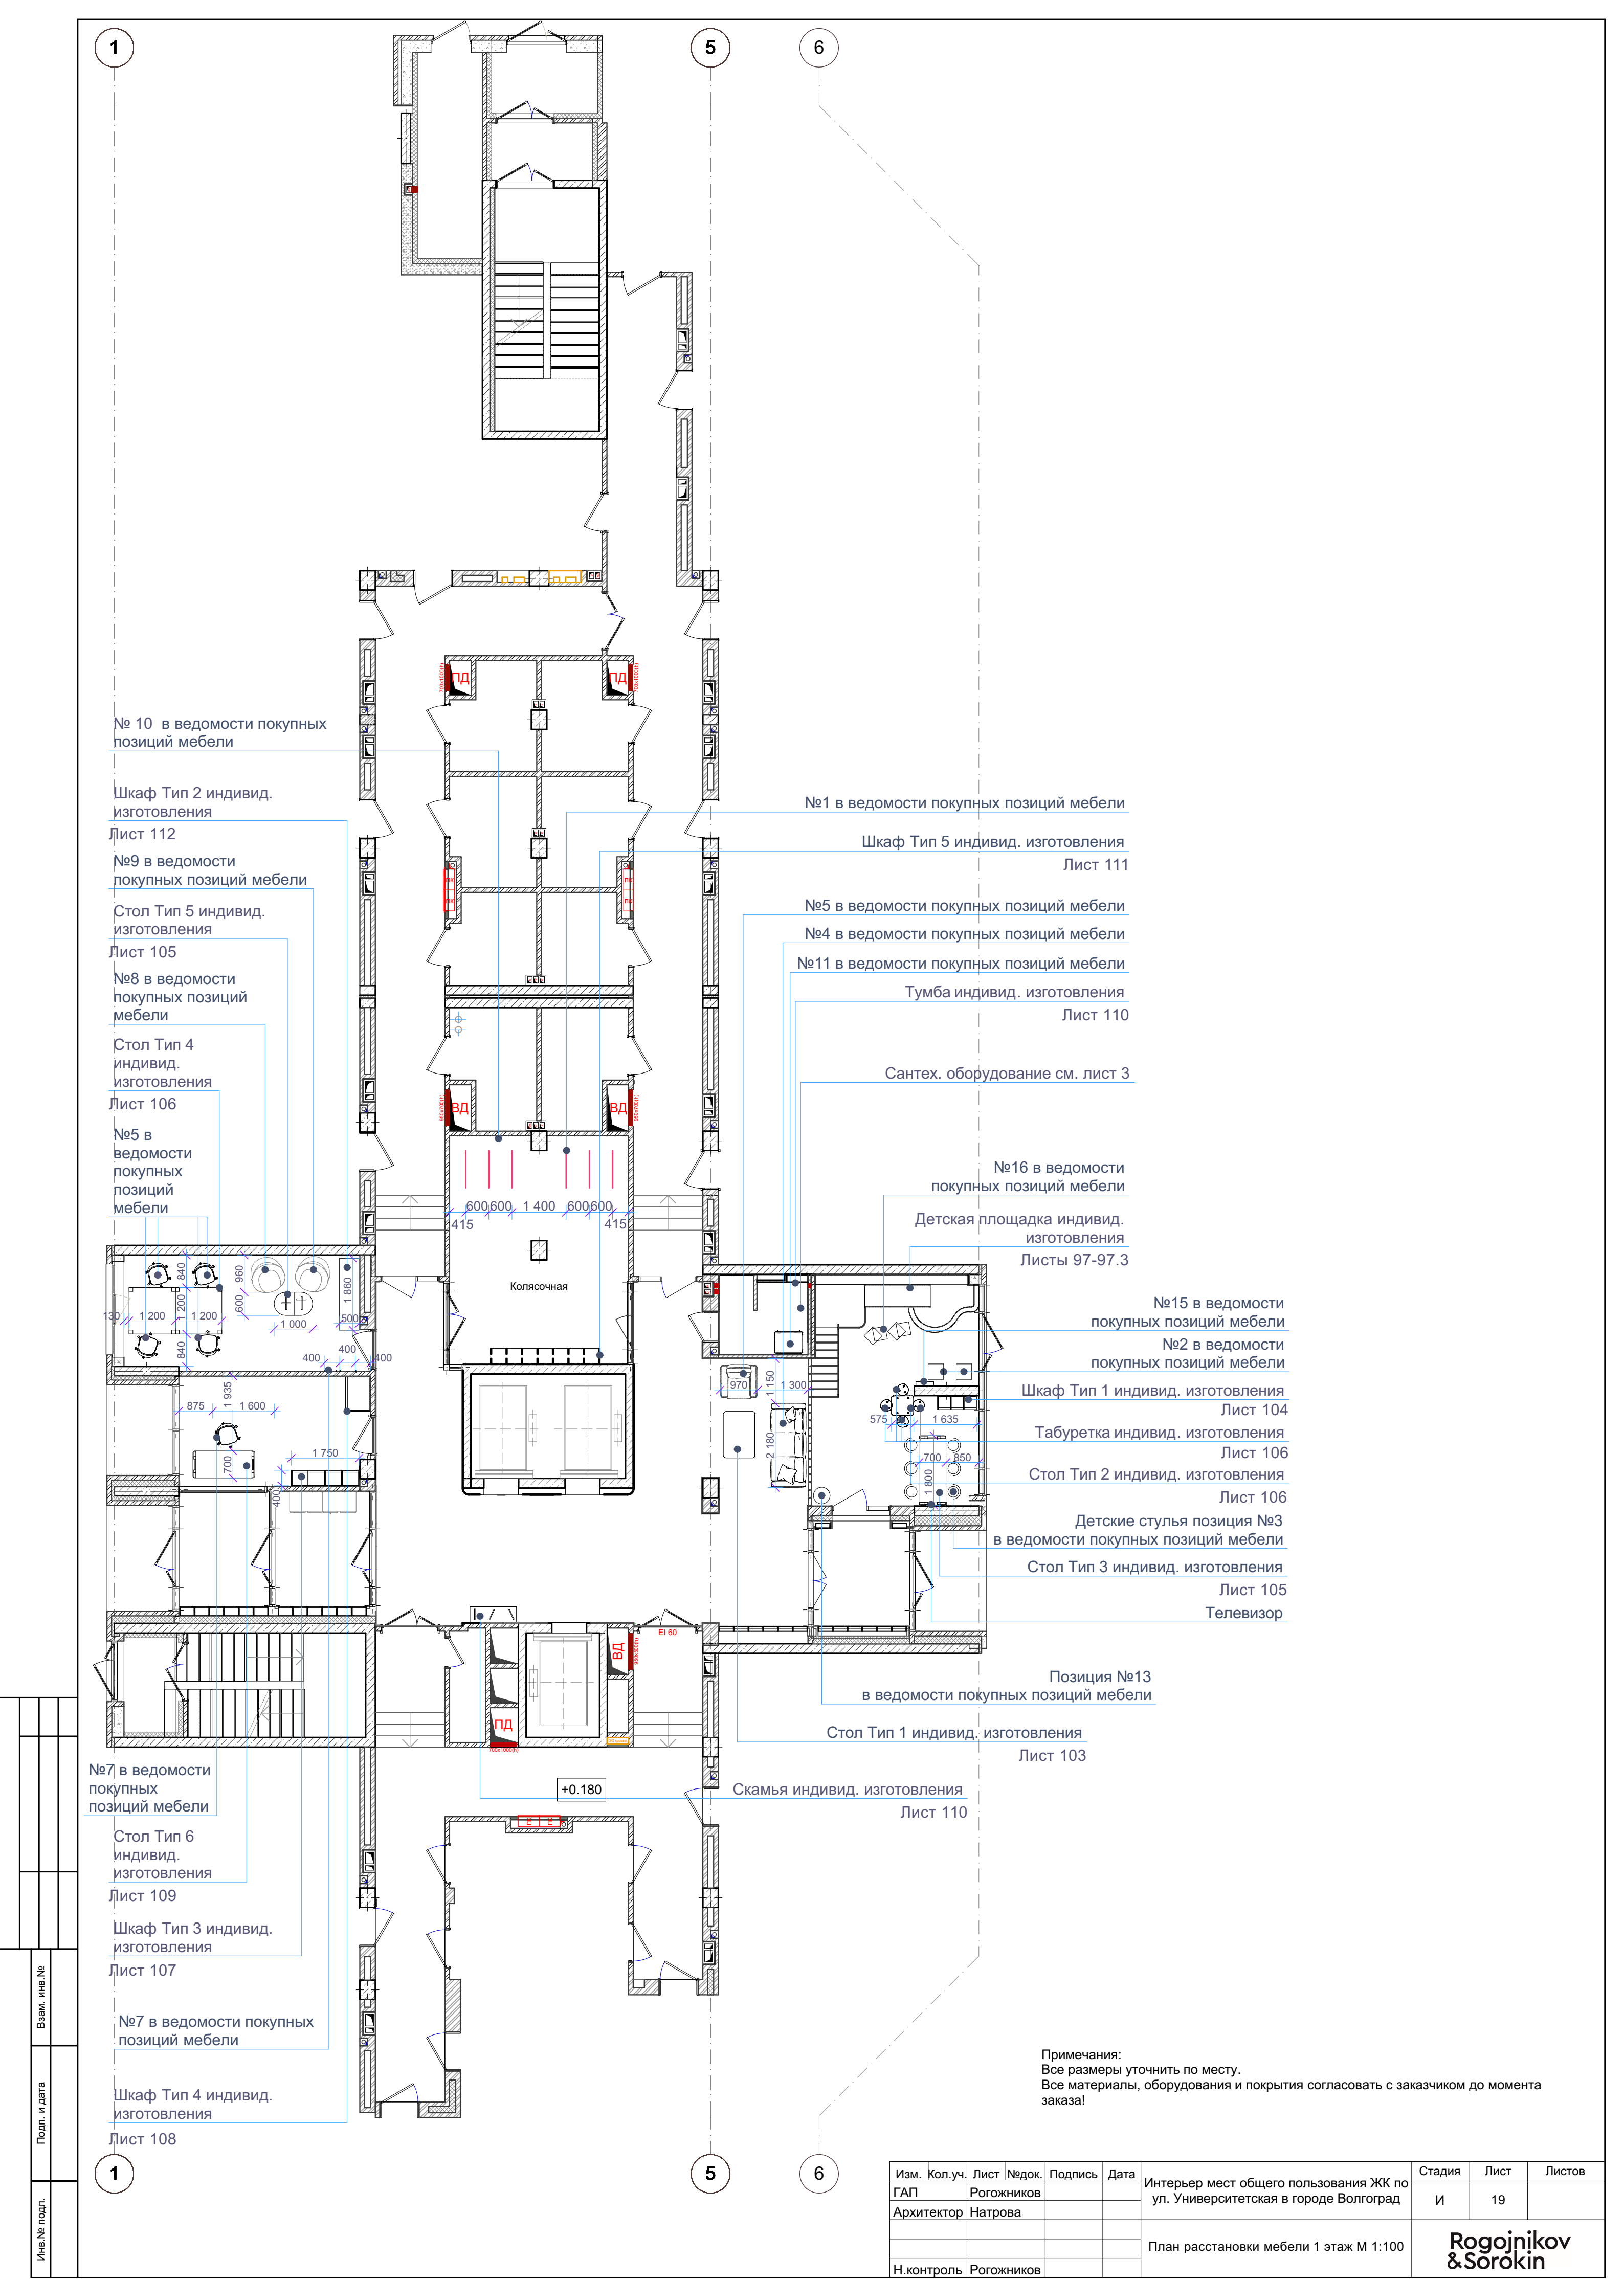 1
5
6
№ 10 в ведомости покупных
позиций мебели
Шкаф Тип 2 индивид.
изготовления
Лист 112
№9 в ведомости
покупных позиций мебели
Стол Тип 5 индивид.
изготовления
Лист 105
№8 в ведомости
покупных позиций
мебели
Стол Тип 4
индивид.
изготовления
Лист 106
№5 в
ведомости
покупных
позиций
мебели
№1 в ведомости покупных позиций мебели
Шкаф Тип 5 индивид. изготовления
Лист 111
№5 в ведомости покупных позиций мебели
№4 в ведомости покупных позиций мебели
№11 в ведомости покупных позиций мебели
Тумба индивид. изготовления
Лист 110
Сантех. оборудование см. лист 3
№16 в ведомости
покупных позиций мебели
Детская площадка индивид.
изготовления
Листы 97-97.3
№15 в ведомости
покупных позиций мебели
№2 в ведомости
покупных позиций мебели
Шкаф Тип 1 индивид. изготовления
Лист 104
Табуретка индивид. изготовления
Лист 106
Стол Тип 2 индивид. изготовления
Лист 106
Детские стулья позиция №3
в ведомости покупных позиций мебели
Стол Тип 3 индивид. изготовления
Лист 105
Телевизор
Позиция №13
в ведомости покупных позиций мебели
Стол Тип 1 индивид. изготовления
Лист 103
Скамья индивид. изготовления
Лист 110
ПД
ПД
700х1000(h)
700х1000(h)
ВД
ВД
950х700(h)
950х700(h)
600 600 1 400 600 600
415 415
Колясочная
840
1 200
840
130 1 200 1 200
960
600
1 000
1 860
500
400
400 400
1 935
875 1 600
700
1 750
400
970 1 150 1 300
2 180
575 1 635
700 850
1 800
EI 60
ВД
950х500(h)
ПД
700х1000(h)
+0.180
№7 в ведомости
покупных
позиций мебели
Стол Тип 6
индивид.
изготовления
Лист 109
Шкаф Тип 3 индивид.
изготовления
Лист 107
№7 в ведомости покупных
позиций мебели
Шкаф Тип 4 индивид.
изготовления
Лист 108
1
5
6
Примечания:
Все размеры уточнить по месту.
Все материалы, оборудования и покрытия согласовать с заказчиком до момента
заказа!
Взам. инв.№
Подп. и дата
Инв.№ подл.
Изм. Кол.уч. Лист №док. Подпись Дата
ГАП Рогожников
Архитектор Натрова
Н.контроль Рогожников
Интерьер мест общего пользования ЖК по
ул. Университетская в городе Волгоград
Стадия Лист Листов
И 19
План расстановки мебели 1 этаж М 1:100
Rogojnikov
&Sorokin